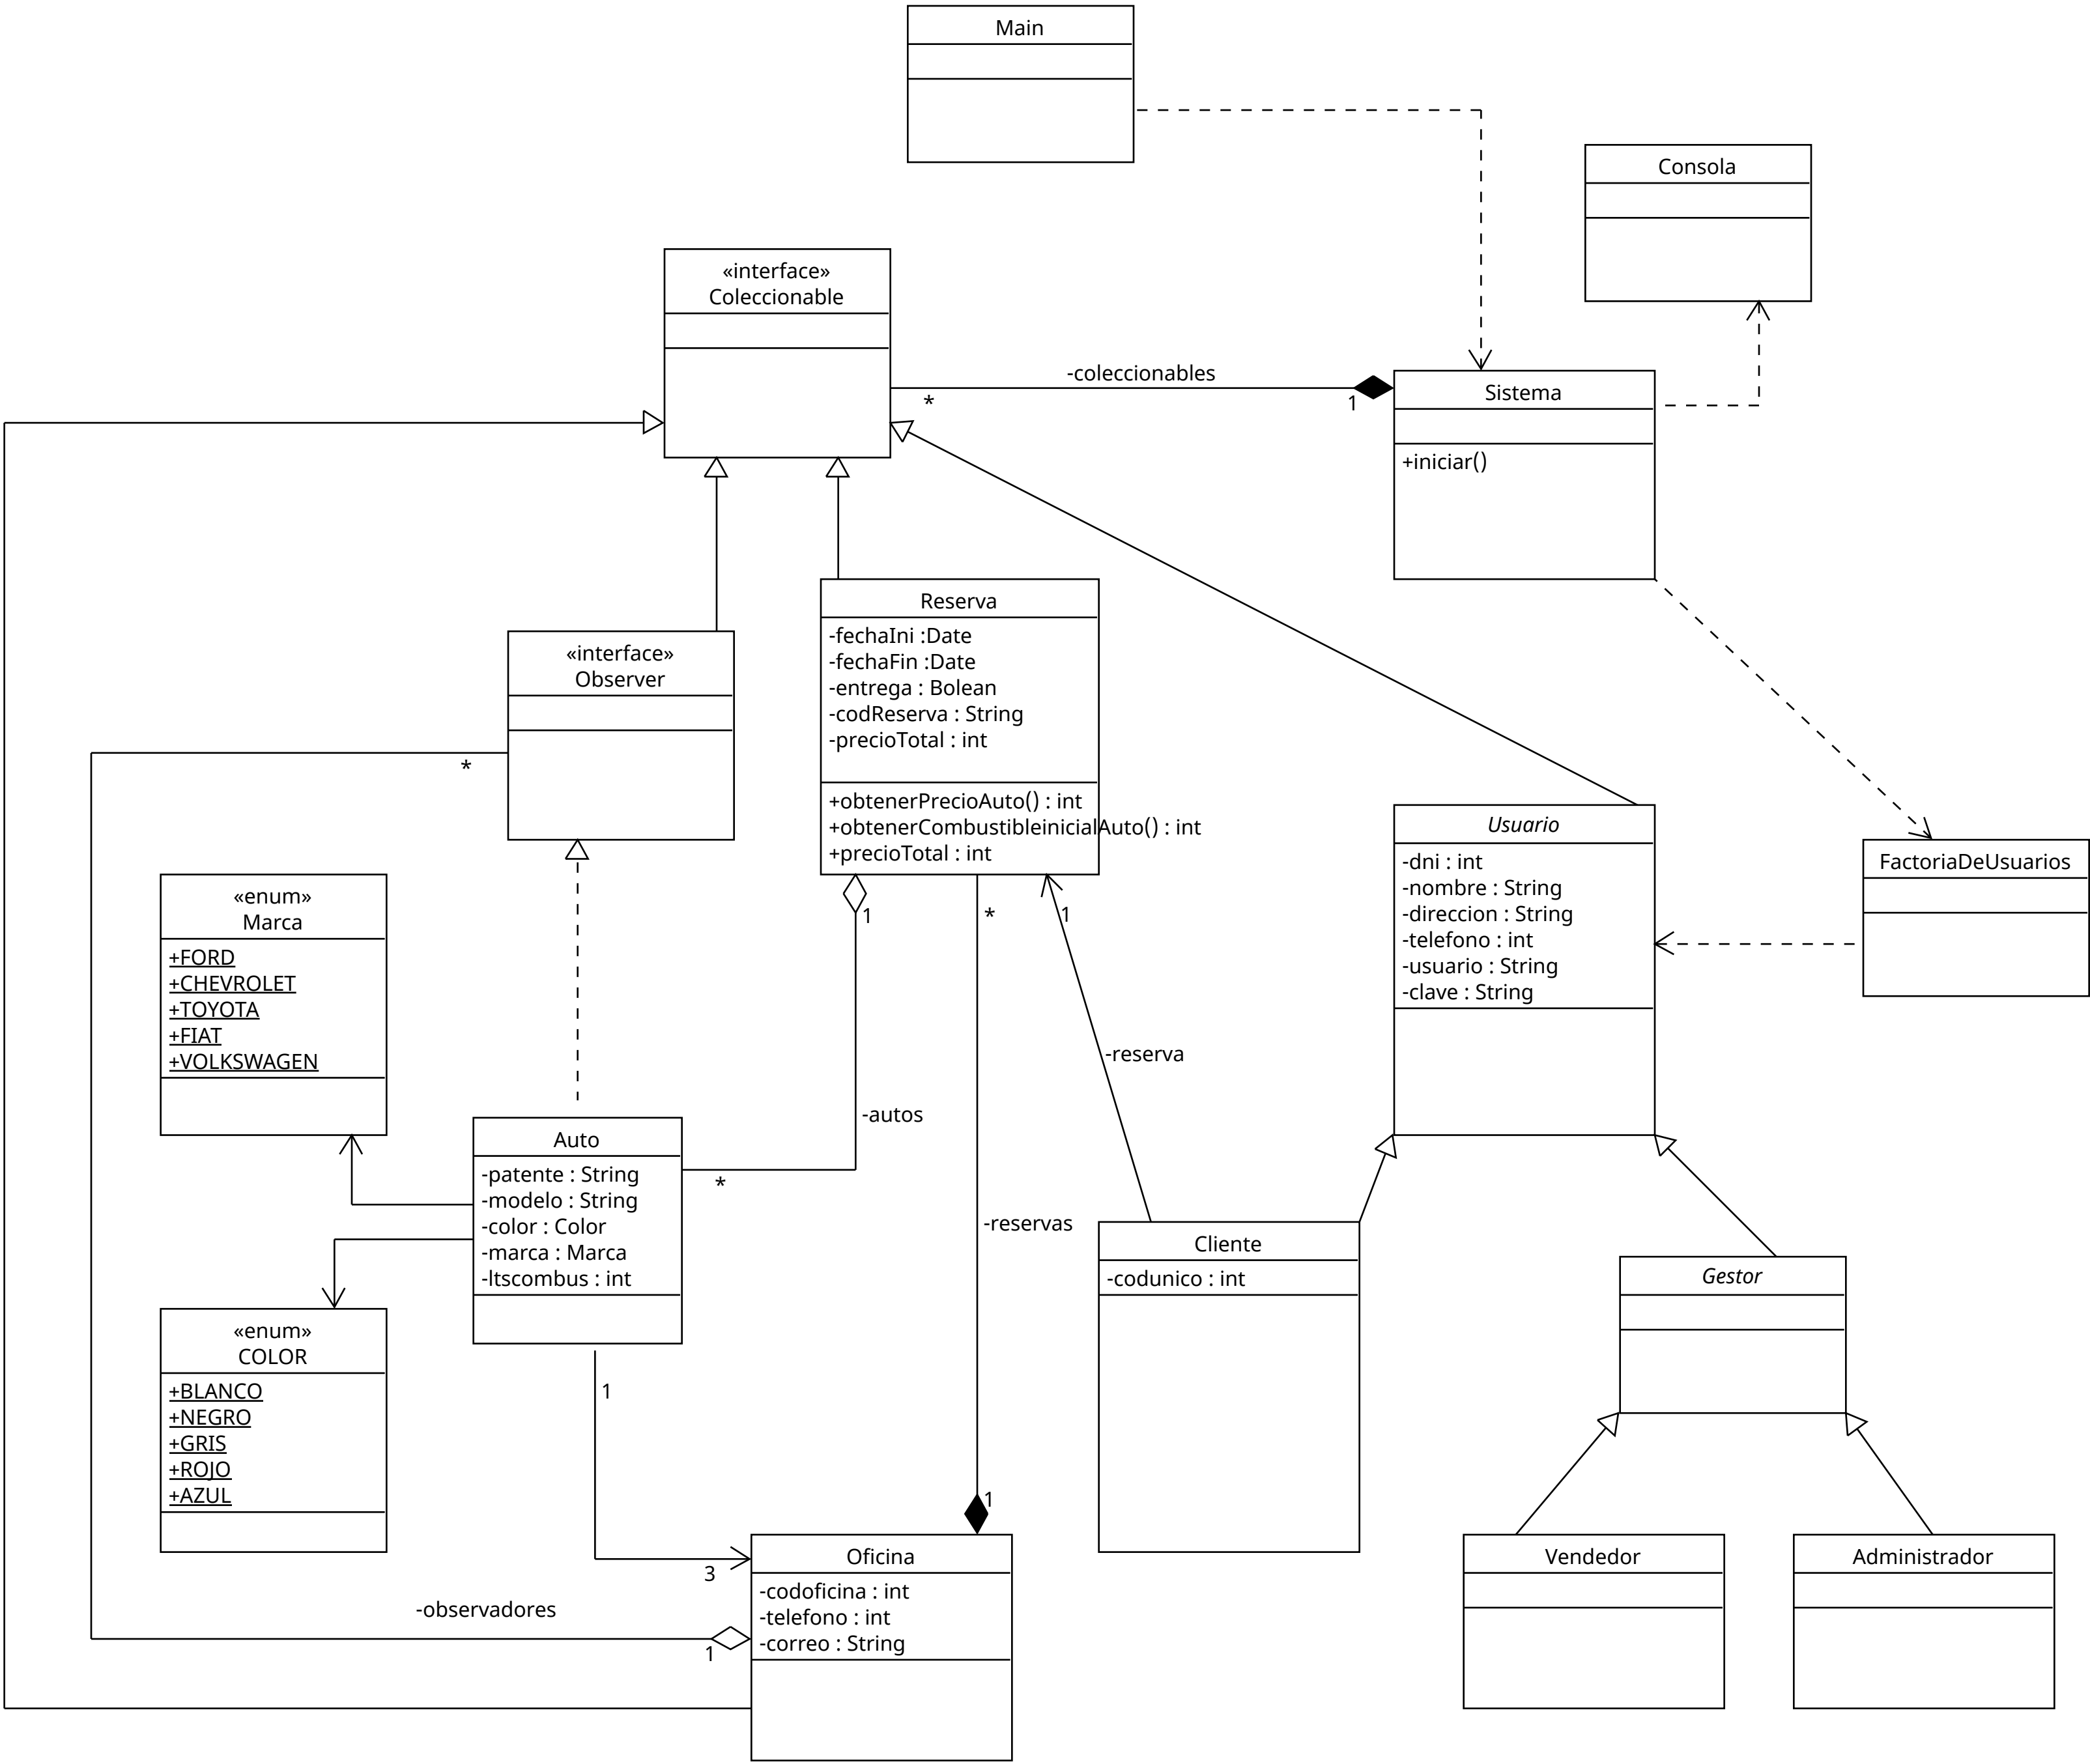 Main
Consola
«interface»
Coleccionable
-coleccionables
*
1
Sistema
+iniciar()
«interface»
Observer
*
Reserva
-fechaIni :Date
-fechaFin :Date
-entrega : Bolean
-codReserva : String
-precioTotal : int
+obtenerPrecioAuto() : int
+obtenerCombustibleinicialAuto() : int
+precioTotal : int
1
*
1
Usuario
-dni : int
-nombre : String
-direccion : String
-telefono : int
-usuario : String
-clave : String
FactoriaDeUsuarios
«enum»
Marca
+FORD
+CHEVROLET
+TOYOTA
+FIAT
+VOLKSWAGEN
-reserva
-autos
*
Auto
-patente : String
-modelo : String
-color : Color
-marca : Marca
-ltscombus : int
-reservas
Cliente
-codunico : int
Gestor
«enum»
COLOR
+BLANCO
+NEGRO
+GRIS
+ROJO
+AZUL
1
1
3
Oficina
-codoficina : int
-telefono : int
-correo : String
-observadores
1
Vendedor
Administrador